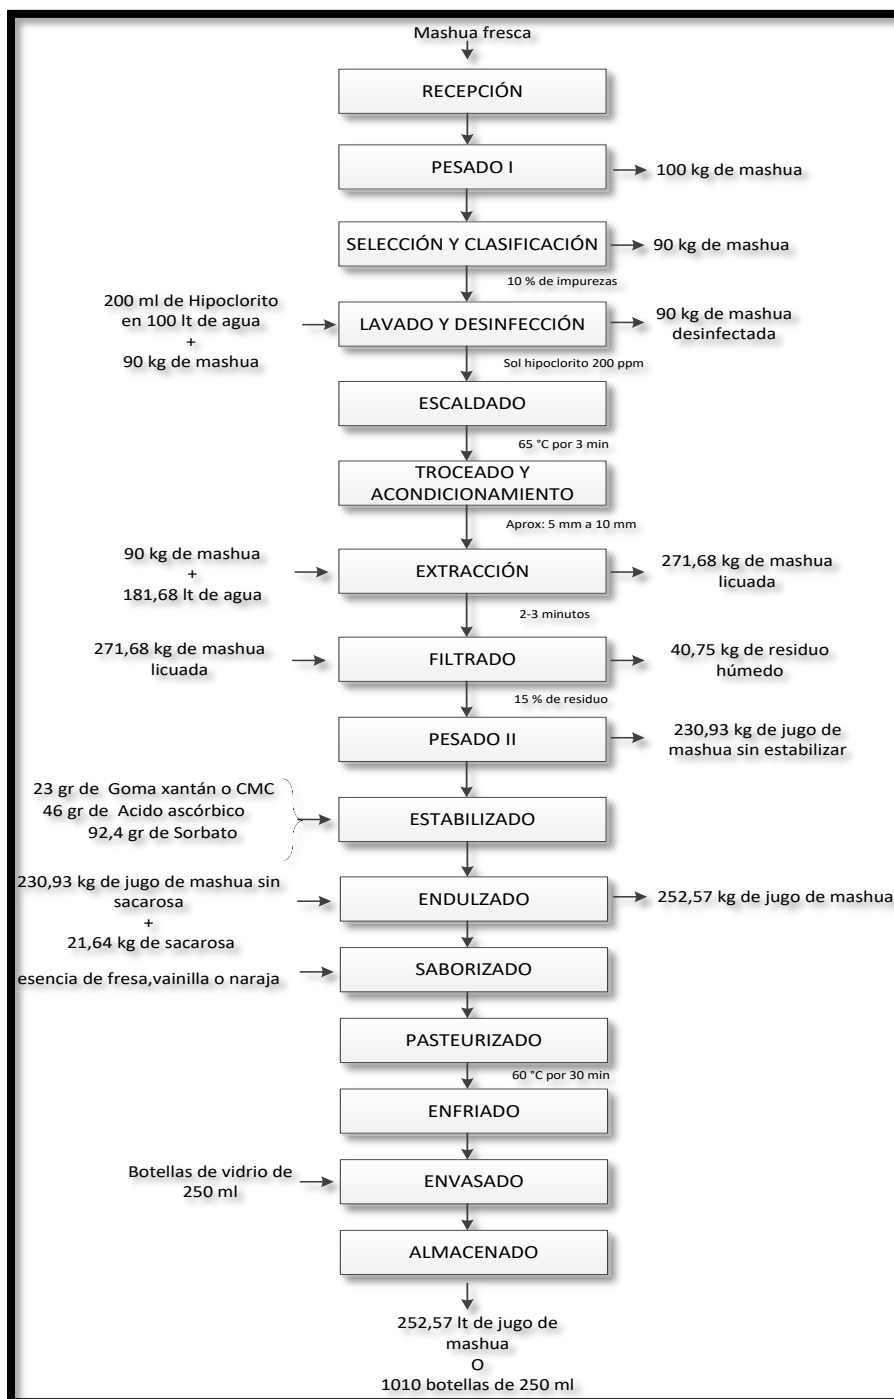 Mashua fresca
RECEPCIÓN
PESADO I
100 kg de mashua
SELECCIÓN Y CLASIFICACIÓN
90 kg de mashua
10 % de impurezas
200 ml de Hipoclorito
en 100 lt de agua
+
90 kg de mashua
LAVADO Y DESINFECCIÓN
90 kg de mashua
desinfectada
Sol hipoclorito 200 ppm
ESCALDADO
65 °C por 3 min
TROCEADO Y
ACONDICIONAMIENTO
Aprox: 5 mm a 10 mm
90 kg de mashua
+
181,68 lt de agua
EXTRACCIÓN
271,68 kg de mashua
licuada
2-3 minutos
271,68 kg de mashua
licuada
FILTRADO
40,75 kg de residuo
húmedo
15 % de residuo
PESADO II
230,93 kg de jugo de
mashua sin estabilizar
23 gr de Goma xantán o CMC
46 gr de Acido ascórbico
92,4 gr de Sorbato
ESTABILIZADO
230,93 kg de jugo de mashua sin
sacarosa
+
21,64 kg de sacarosa
ENDULZADO
252,57 kg de jugo de mashua
esencia de fresa,vainilla o naraja
SABORIZADO
PASTEURIZADO
60 °C por 30 min
ENFRIADO
Botellas de vidrio de
250 ml
ENVASADO
ALMACENADO
252,57 lt de jugo de
mashua
O
1010 botellas de 250 ml